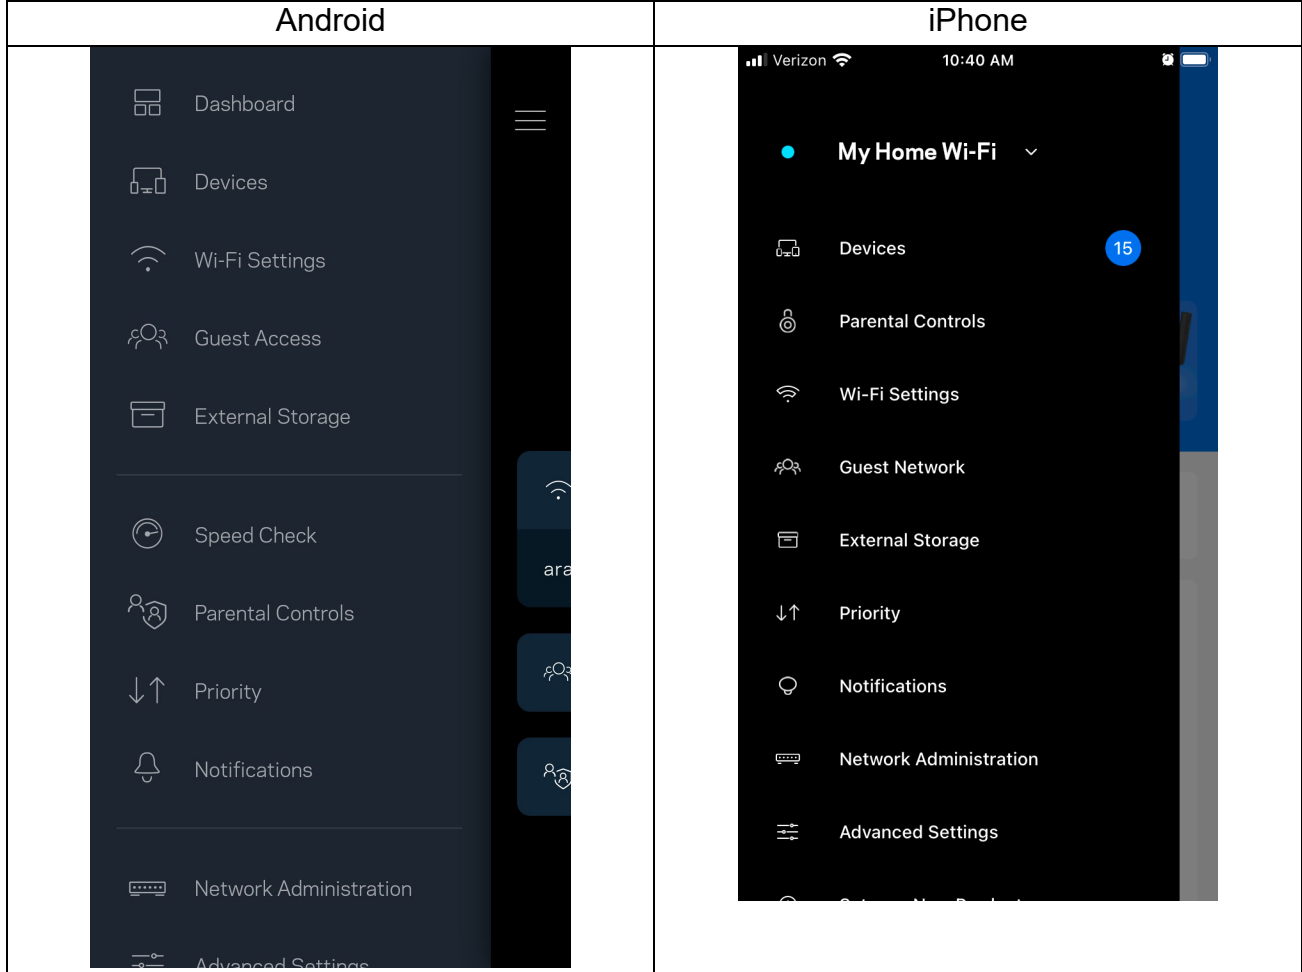 Android
iPhone
Dashboard
Devices
Wi-Fi Settings
Guest Access
External Storage
Speed Check
Parental Controls
Priority
Notifications
Network Administration
Advanced Settings
ara
Verizon 10:40 AM
My Home Wi-Fi
Devices 15
Parental Controls
Wi-Fi Settings
Guest Network
External Storage
Priority
Notifications
Network Administration
Advanced Settings